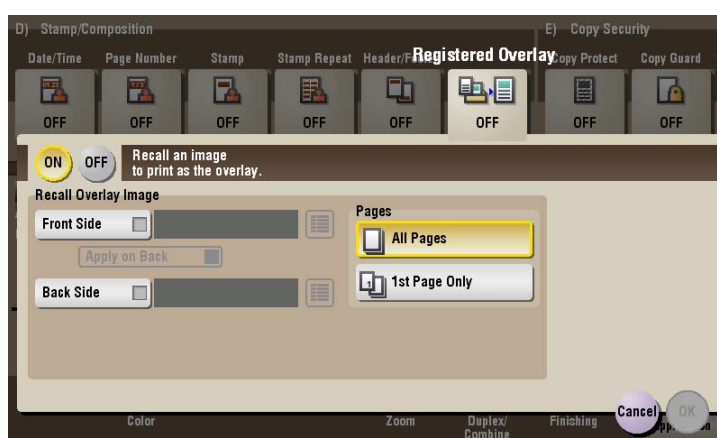 D) Stamp/Composition
E) Copy Security
Date/Time
Page Number
Stamp
Stamp Repeat
Header/Footer
Registered Overlay
Copy Protect
Copy Guard
OFF
OFF
OFF
OFF
OFF
OFF
OFF
OFF
ON
OFF
Recall an image
to print as the overlay.
Recall Overlay Image
Front Side
Apply on Back
Back Side
Pages
All Pages
1st Page Only
Color
Zoom
Duplex/
Combine
Finishing
Cancel
OK